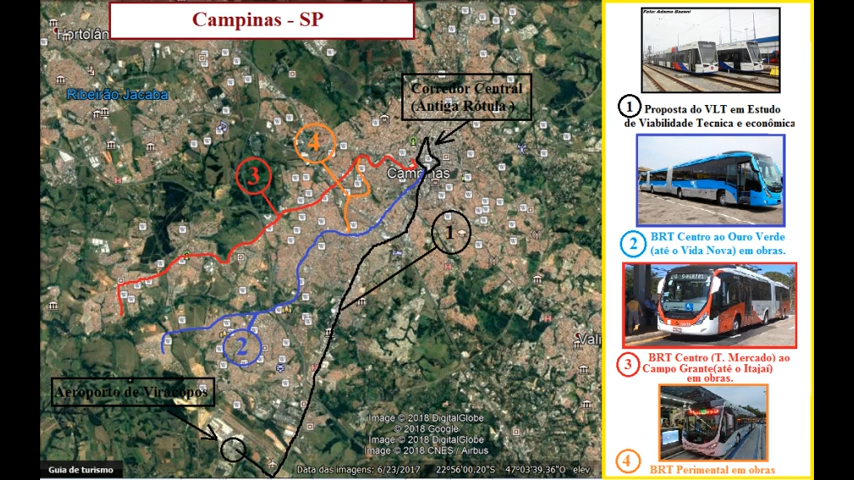 Campinas - SP
Hortolân
Ribeirão Jacaba
Corredor Central
(Antiga Rótula )
4
Campinas
3
1
2
Vali
Aeroporto de Viracopos
Image © 2018 DigitalGlobe
© 2018 Google
Image © 2018 DigitalGlobe
Image © 2018 CNES / Airbus
Guia de turismo
Data das imagens: 6/23/2017 22°56'00.20"S 47°03'39.36"O elev
Foto: Adamo Bazani
1 Proposta do VLT em Estudo
de Viabilidade Tecnica e econômica
2 BRT Centro ao Ouro Verde
(até o Vida Nova) em obras.
3 BRT Centro (T. Mercado) ao
Campo Grante(até o Itajaí)
em obras.
4 BRT Perimental em obras